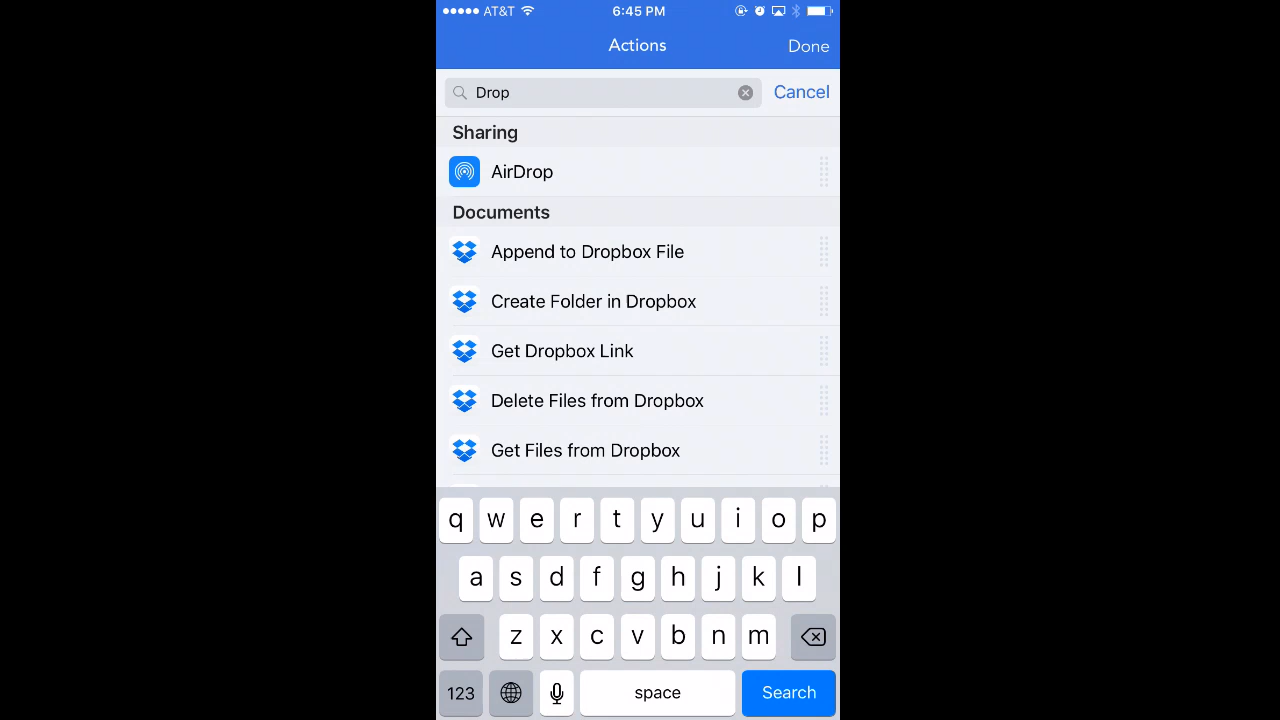 AT&T 6:45 PM
Actions Done
Drop Cancel
Sharing
AirDrop
Documents
Append to Dropbox File
Create Folder in Dropbox
Get Dropbox Link
Delete Files from Dropbox
Get Files from Dropbox
q w e r t y u i o p
a s d f g h j k l
z x c v b n m
123 space Search